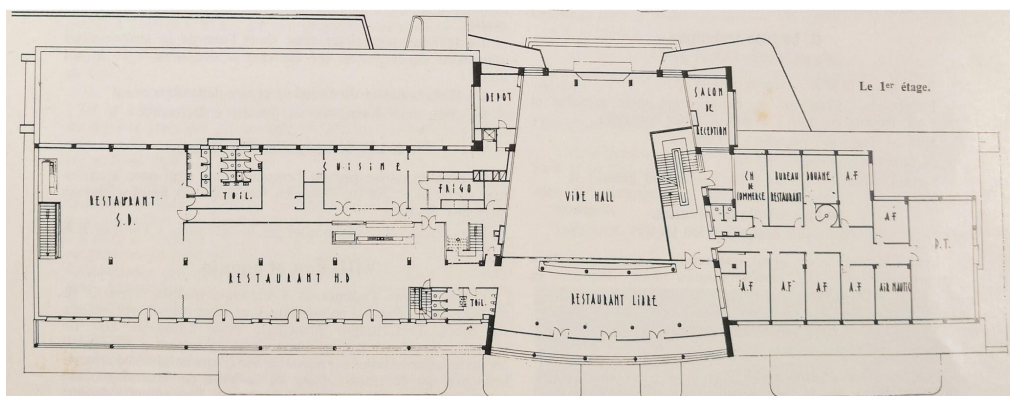 Le 1er étage.
DEPOT
SALON
DE
RECEPTION
CUISINE
FRIGO
TOIL.
RESTAURANT
S.D.
VIDE HALL
CH
DE
COMMERCE
BUREAU
RESTAURANT
DOUANE
A.F
A.F
D.T.
RESTAURANT H.D
TOIL.
RESTAURANT LIBRE
A.F
A.F
A.F
A.F
AIR NAUTIC